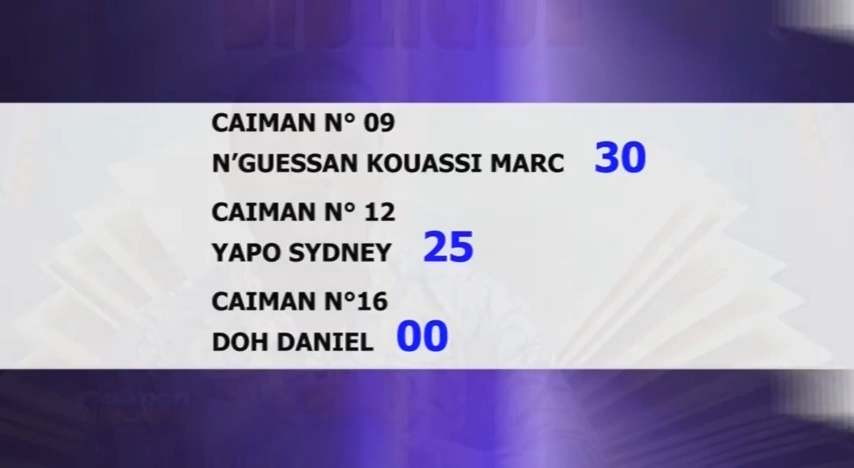 CAIMAN N° 09
N'GUESSAN KOUASSI MARC 30
CAIMAN N° 12
YAPO SYDNEY 25
CAIMAN N°16
DOH DANIEL 00